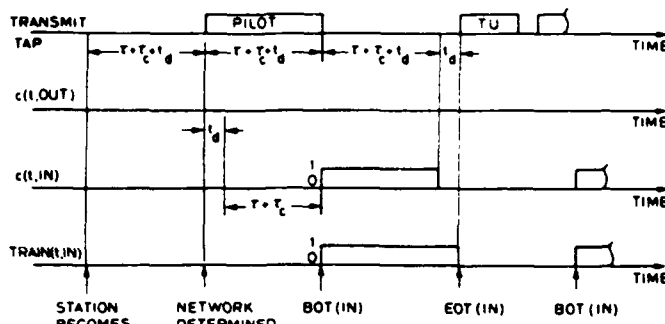 TRANSMIT
TAP
PILOT
TU
TIME
τ+τc+td
τ+τc+td
τ+τc+td
td
c(t,OUT)
TIME
td
c(t,IN)
1
0
TIME
τ+τc
TRAIN(t,IN)
1
0
TIME
STATION
BECOMES
NETWORK
DETERMINED
BOT(IN)
EOT(IN)
BOT(IN)